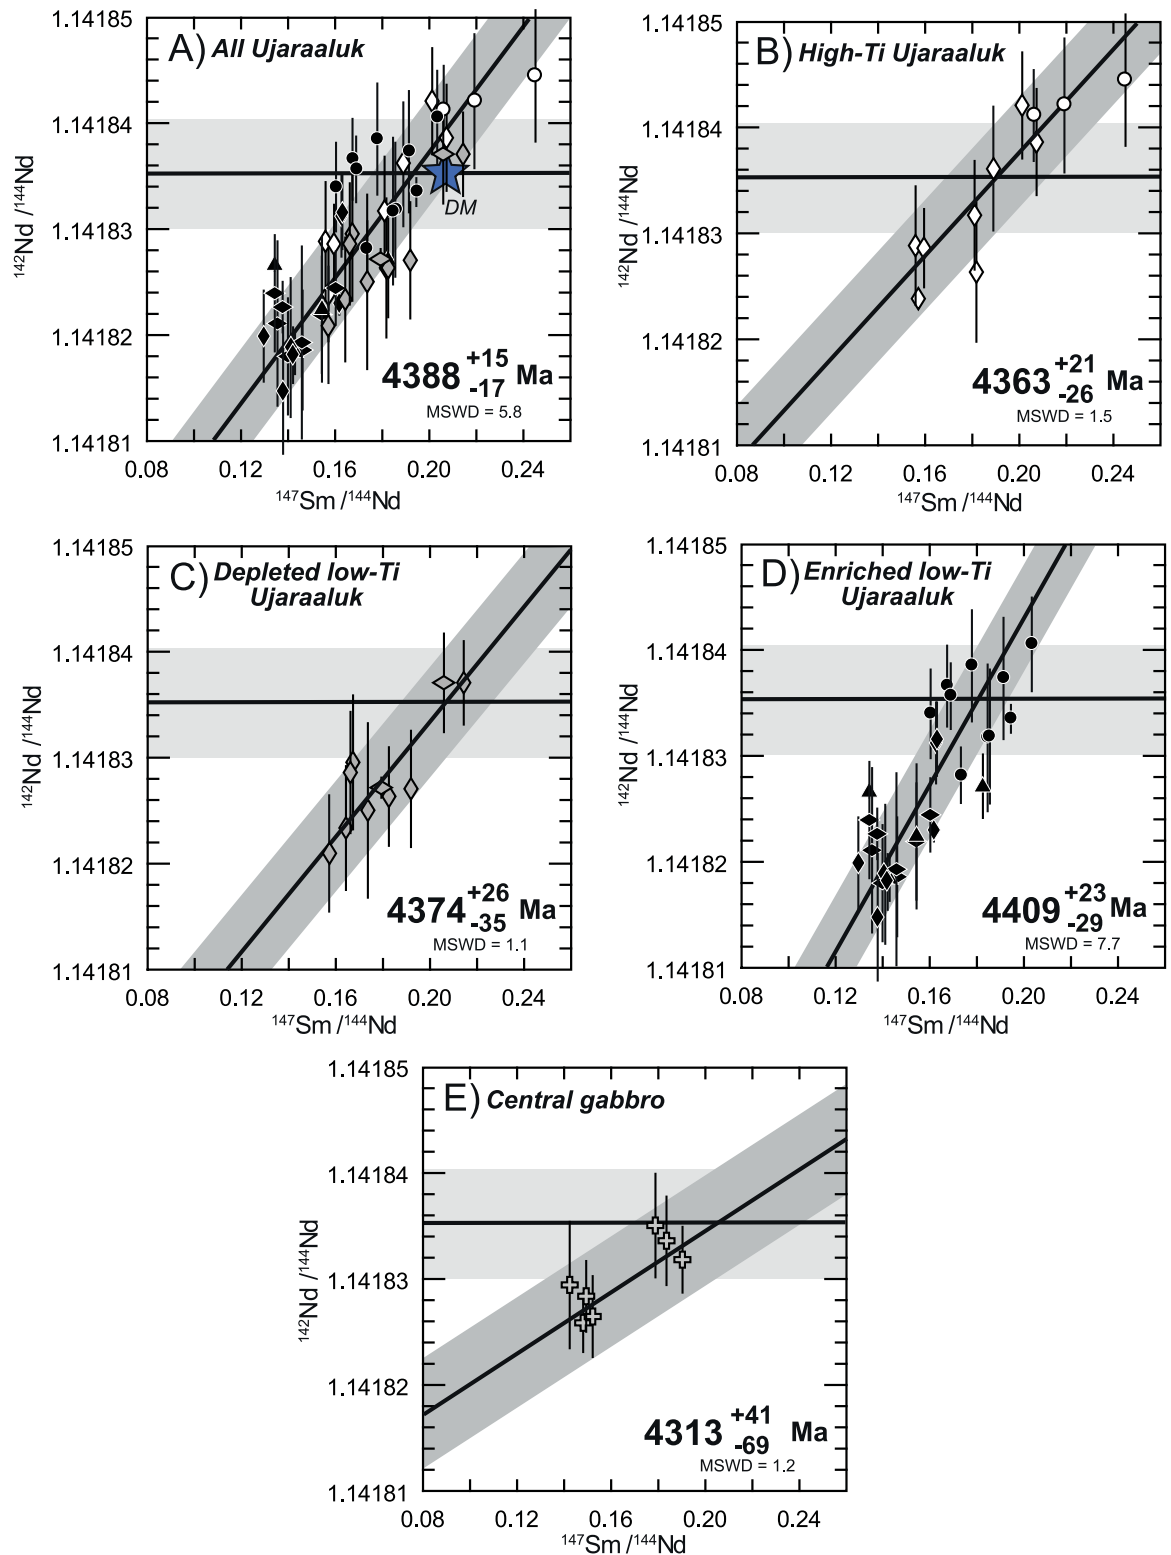 A) All Ujaraaluk
1.14185
1.14184
1.14183
1.14182
1.14181
142Nd /144Nd
DM
4388 +15 -17 Ma
MSWD = 5.8
0.08 0.12 0.16 0.20 0.24
147Sm /144Nd
B) High-Ti Ujaraaluk
1.14185
1.14184
1.14183
1.14182
1.14181
142Nd /144Nd
4363 +21 -26 Ma
MSWD = 1.5
0.08 0.12 0.16 0.20 0.24
147Sm /144Nd
C) Depleted low-Ti
Ujaraaluk
1.14185
1.14184
1.14183
1.14182
1.14181
142Nd /144Nd
4374 +26 -35 Ma
MSWD = 1.1
0.08 0.12 0.16 0.20 0.24
147Sm /144Nd
D) Enriched low-Ti
Ujaraaluk
1.14185
1.14184
1.14183
1.14182
1.14181
142Nd /144Nd
4409 +23 -29 Ma
MSWD = 7.7
0.08 0.12 0.16 0.20 0.24
147Sm /144Nd
E) Central gabbro
1.14185
1.14184
1.14183
1.14182
1.14181
142Nd /144Nd
4313 +41 -69 Ma
MSWD = 1.2
0.08 0.12 0.16 0.20 0.24
147Sm /144Nd